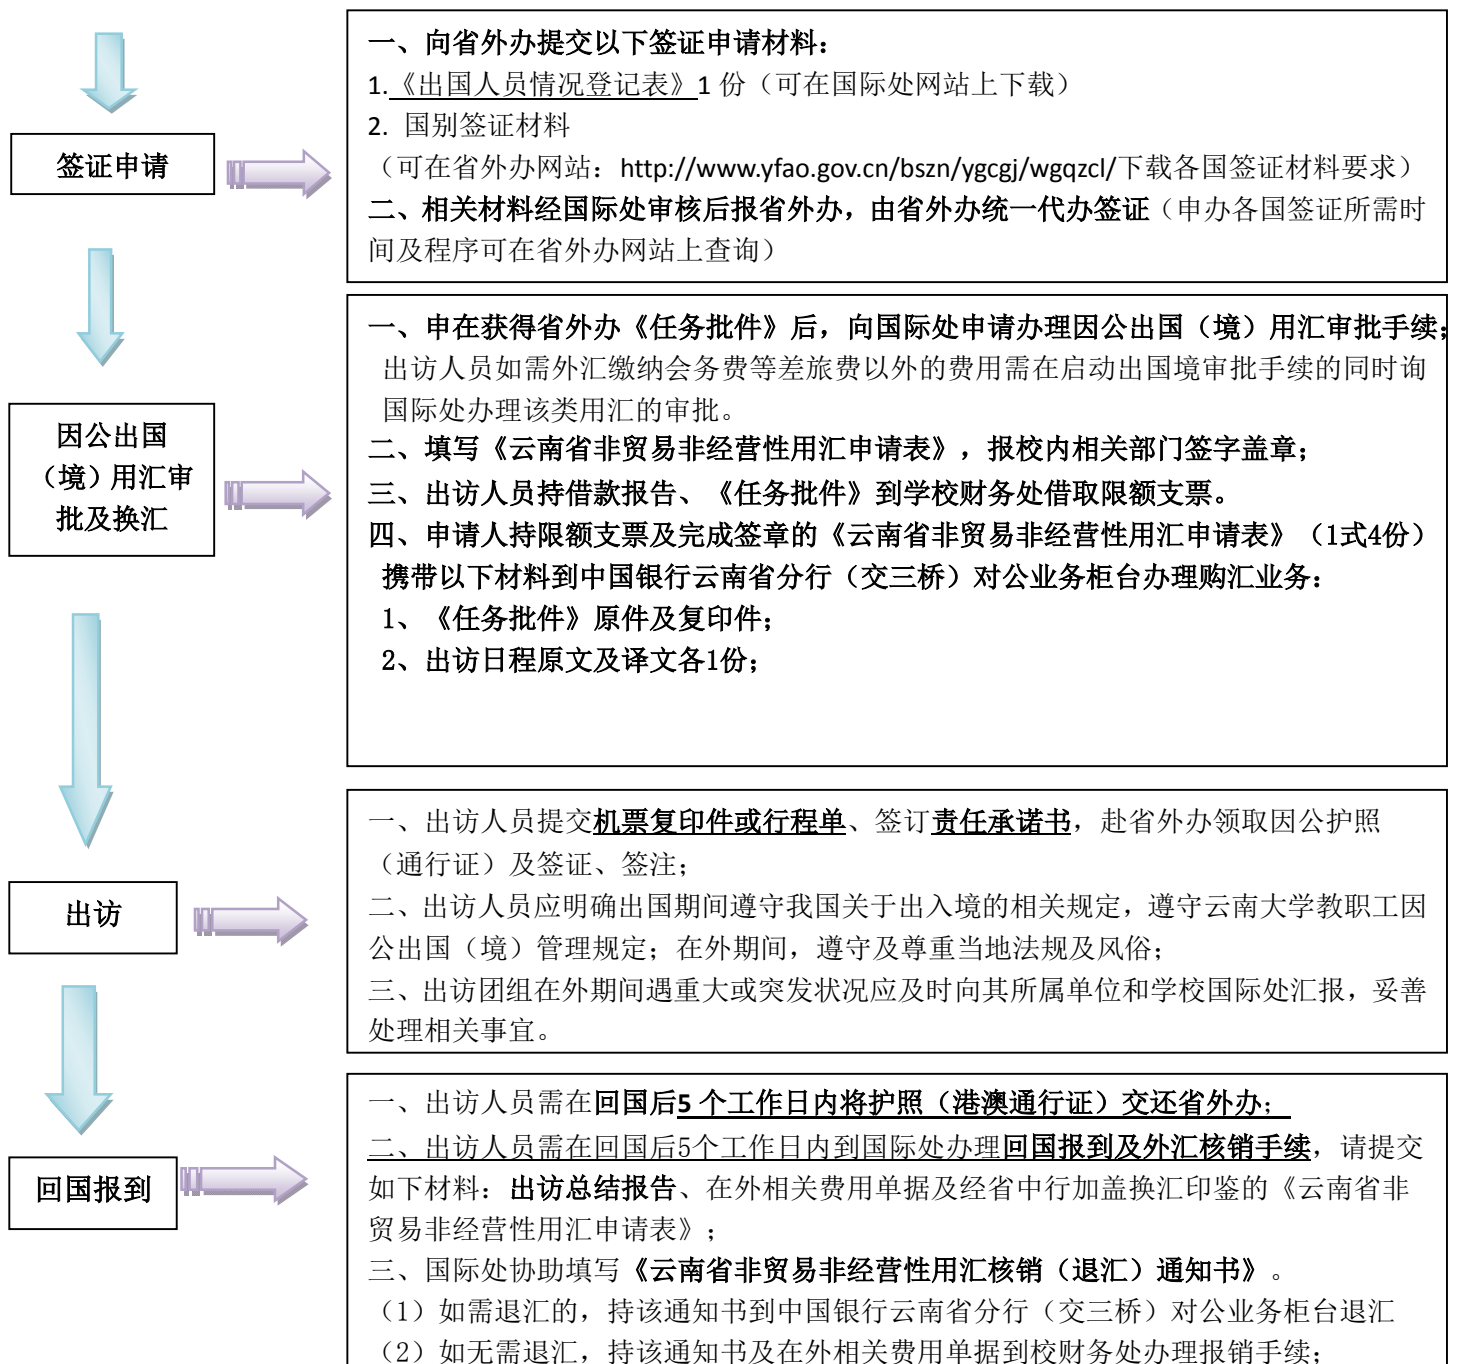 签证申请
一、向省外办提交以下签证申请材料：
1.《出国人员情况登记表》1 份（可在国际处网站上下载）
2. 国别签证材料
（可在省外办网站：http://www.yfao.gov.cn/bszn/ygcgj/wgqzcl/下载各国签证材料要求）
二、相关材料经国际处审核后报省外办，由省外办统一代办签证（申办各国签证所需时
间及程序可在省外办网站上查询）
因公出国
（境）用汇审
批及换汇
一、申在获得省外办《任务批件》后，向国际处申请办理因公出国（境）用汇审批手续；
出访人员如需外汇缴纳会务费等差旅费以外的费用需在启动出国境审批手续的同时询
国际处办理该类用汇的审批。
二、填写《云南省非贸易非经营性用汇申请表》，报校内相关部门签字盖章；
三、出访人员持借款报告、《任务批件》到学校财务处借取限额支票。
四、申请人持限额支票及完成签章的《云南省非贸易非经营性用汇申请表》（1式4份）
携带以下材料到中国银行云南省分行（交三桥）对公业务柜台办理购汇业务：
1、《任务批件》原件及复印件；
2、出访日程原文及译文各1份；
出访
一、出访人员提交机票复印件或行程单、签订责任承诺书，赴省外办领取因公护照
（通行证）及签证、签注；
二、出访人员应明确出国期间遵守我国关于出入境的相关规定，遵守云南大学教职工因
公出国（境）管理规定；在外期间，遵守及尊重当地法规及风俗；
三、出访团组在外期间遇重大或突发状况应及时向其所属单位和学校国际处汇报，妥善
处理相关事宜。
回国报到
一、出访人员需在回国后5 个工作日内将护照（港澳通行证）交还省外办；
二、出访人员需在回国后5个工作日内到国际处办理回国报到及外汇核销手续，请提交
如下材料：出访总结报告、在外相关费用单据及经省中行加盖换汇印鉴的《云南省非
贸易非经营性用汇申请表》；
三、国际处协助填写《云南省非贸易非经营性用汇核销（退汇）通知书》。
（1）如需退汇的，持该通知书到中国银行云南省分行（交三桥）对公业务柜台退汇
（2）如无需退汇，持该通知书及在外相关费用单据到校财务处办理报销手续；